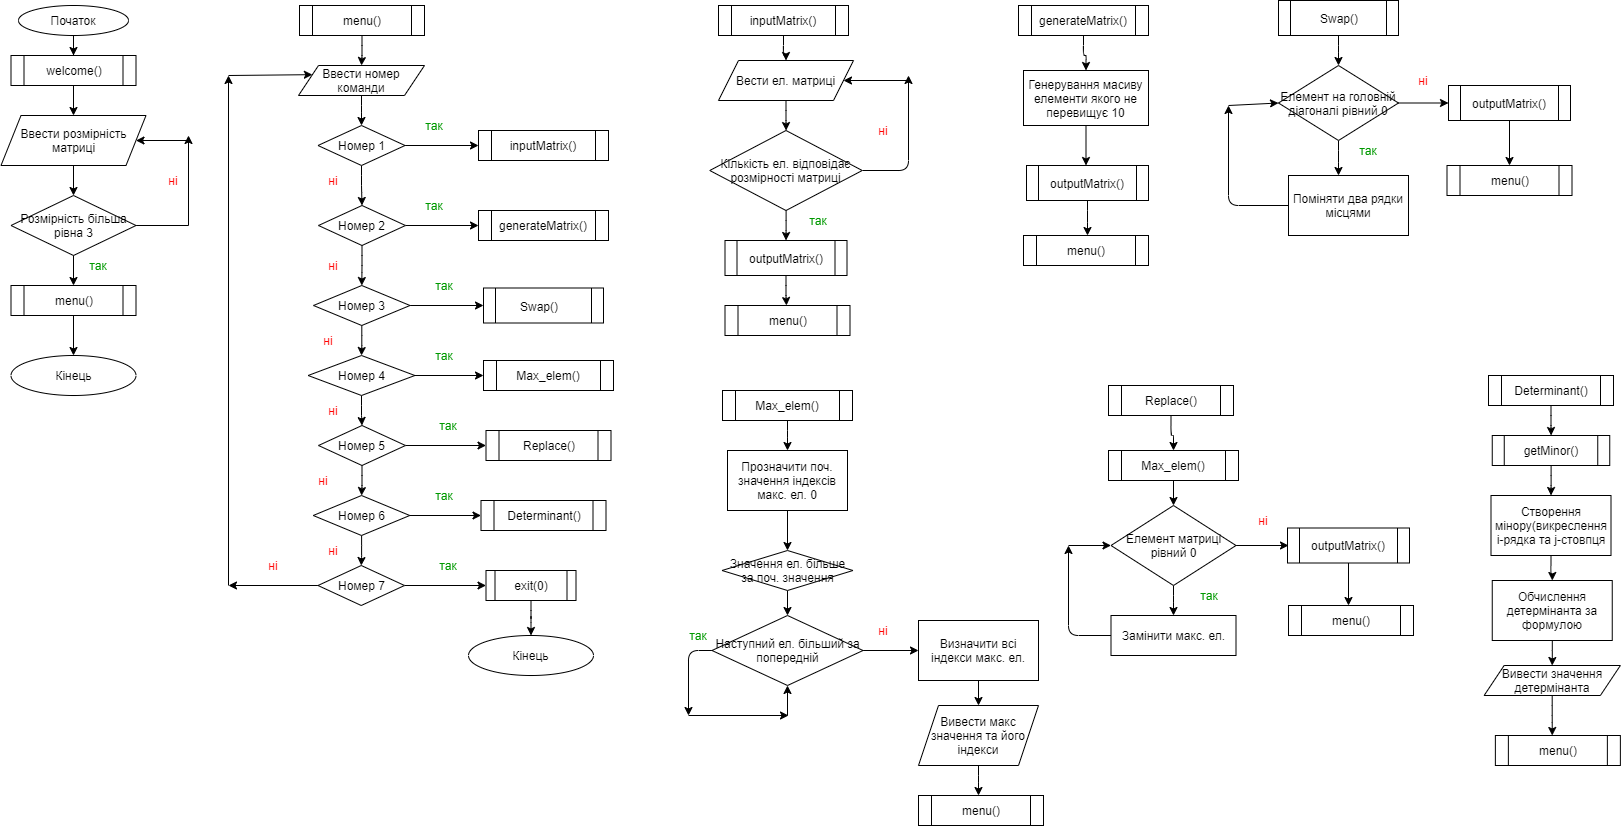 Початок
welcome()
Ввести розмірність
матриці
ні
Розмірність більша
рівна 3
так
menu()
Кінець
menu()
Ввести номер
команди
так
Номер 1
inputMatrix()
ні
так
Номер 2
generateMatrix()
ні
так
Номер 3
Swap()
ні
так
Номер 4
Max_elem()
ні
так
Номер 5
Replace()
ні
так
Номер 6
Determinant()
ні
ні
так
Номер 7
exit(0)
Кінець
inputMatrix()
Вести ел. матриці
ні
Кількість ел. відповідає
розмірності матриці
так
outputMatrix()
menu()
generateMatrix()
Генерування масиву
елементи якого не
перевищує 10
outputMatrix()
menu()
Swap()
ні
Елемент на головній
діагоналі рівний 0
outputMatrix()
так
menu()
Поміняти два рядки
місцями
Max_elem()
Прозначити поч.
значення індексів
макс. ел. 0
Значення ел. більше
за поч. значення
так
ні
Наступний ел. більший за
попередній
Визначити всі
індекси макс. ел.
Вивести макс
значення та його
індекси
menu()
Replace()
Max_elem()
ні
Елемент матриці
рівний 0
outputMatrix()
так
menu()
Замінити макс. ел.
Determinant()
getMinor()
Створення
мінору(викреслення
i-рядка та j-стовпця
Обчислення
детермінанта за
формулою
Вивести значення
детермінанта
menu()